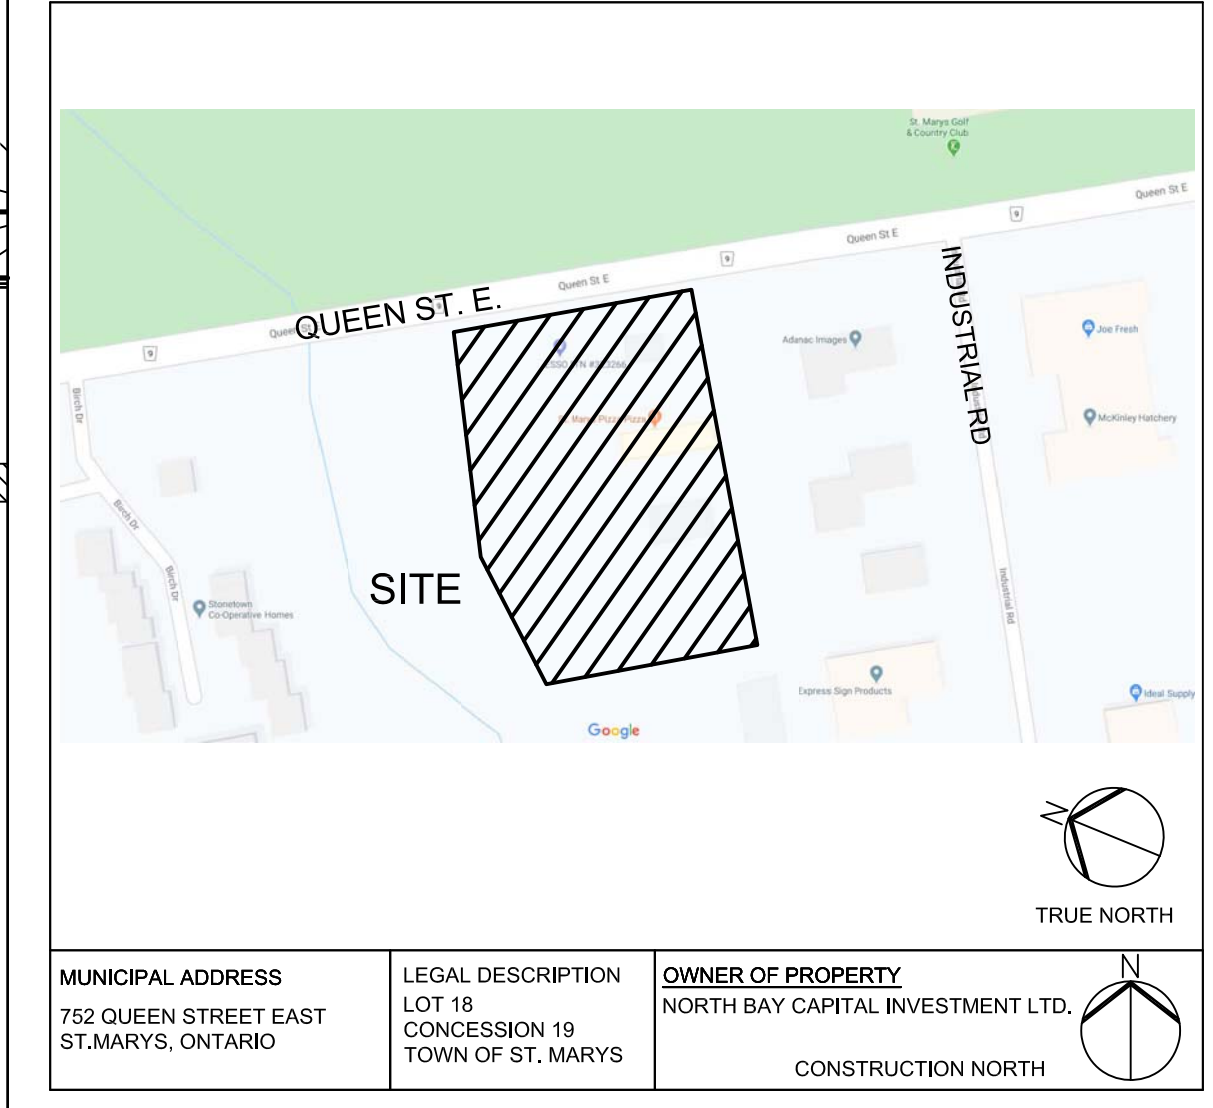 St. Marys Golf
& Country Club
Queen St E
9
Queen St E
9
INDUSTRIAL RD
Queen St E
QUEEN ST. E.
9
Adanac Images
Joe Fresh
Birch Dr
McKinley Hatchery
Birch Dr
SITE
Birch Dr
Industrial Rd
Stonetown
Co-Operative Homes
Express Sign Products
Ideal Supply
Google
N
TRUE NORTH
MUNICIPAL ADDRESS
752 QUEEN STREET EAST
ST.MARYS, ONTARIO
LEGAL DESCRIPTION
LOT 18
CONCESSION 19
TOWN OF ST. MARYS
OWNER OF PROPERTY
NORTH BAY CAPITAL INVESTMENT LTD.
N
CONSTRUCTION NORTH